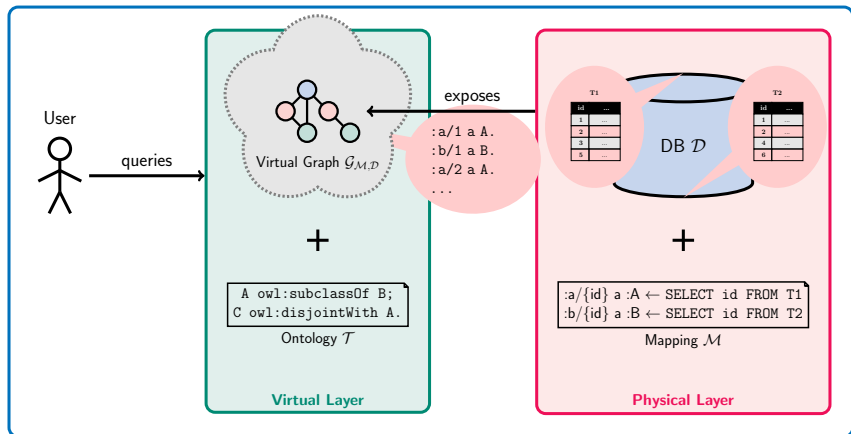 User
queries
Virtual Graph 𝒢ℳ,𝒟
:a/1 a A.
:b/1 a B.
:a/2 a A.
...
exposes
T1
id ...
1 ...
2 ...
3 ...
5 ...
DB 𝒟
T2
id ...
1 ...
2 ...
4 ...
6 ...
+
A owl:subclassOf B;
C owl:disjointWith A.
Ontology 𝒯
Virtual Layer
+
:a/{id} a :A ← SELECT id FROM T1
:b/{id} a :B ← SELECT id FROM T2
Mapping ℳ
Physical Layer